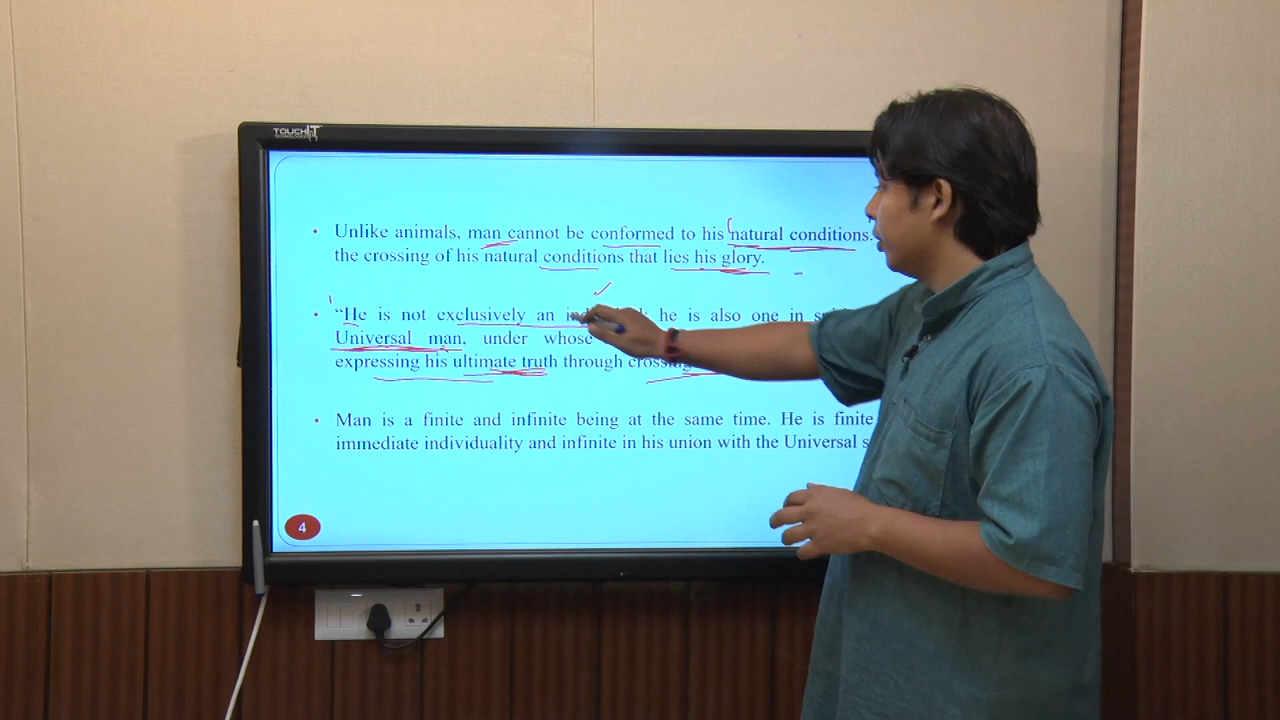 TOUCHIT
TECHNOLOGIES
• Unlike animals, man cannot be conformed to his natural conditions.
the crossing of his natural conditions that lies his glory.
• “He is not exclusively an he is also one in
Universal man, under whose
expressing his ultimate truth through
• Man is a finite and infinite being at the same time. He is finite
immediate individuality and infinite in his union with the Universal
4